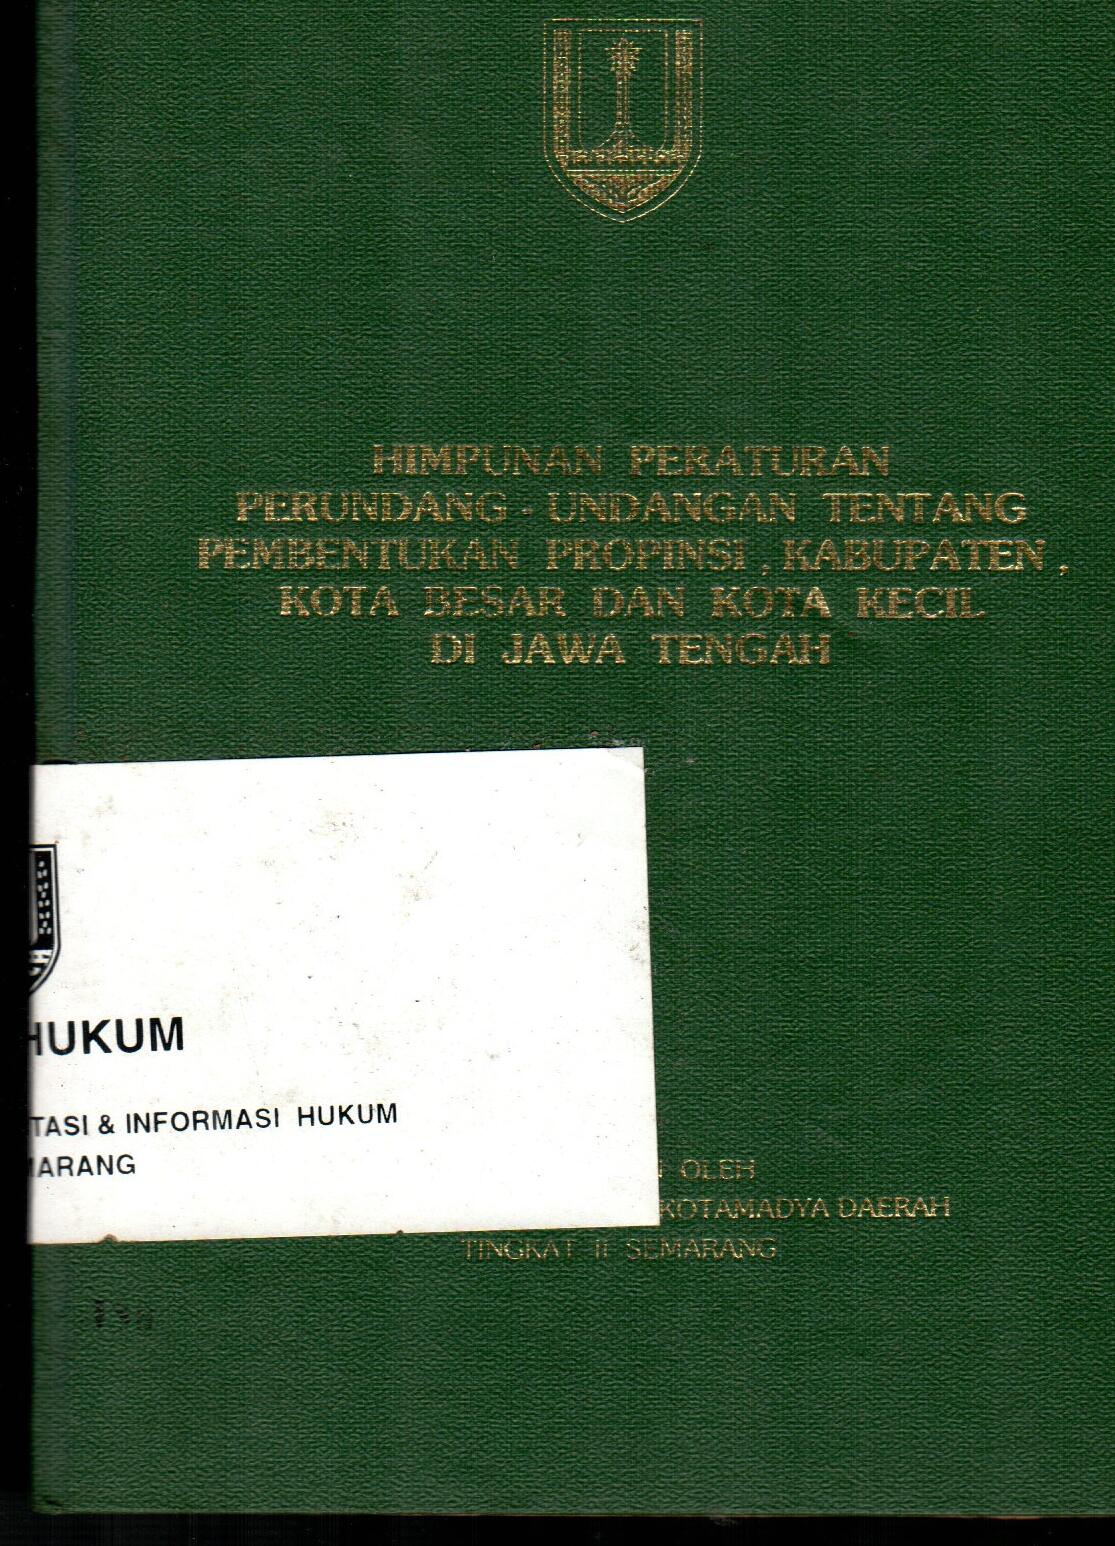 HIMPUNAN PERATURAN
PERUNDANG - UNDANGAN TENTANG
PEMBENTUKAN PROPINSI, KABUPATEN,
KOTA BESAR DAN KOTA KECIL
DI JAWA TENGAH
HUKUM
TASI & INFORMASI HUKUM
MARANG
OLEH
KOTAMADYA DAERAH
TINGKAT II SEMARANG